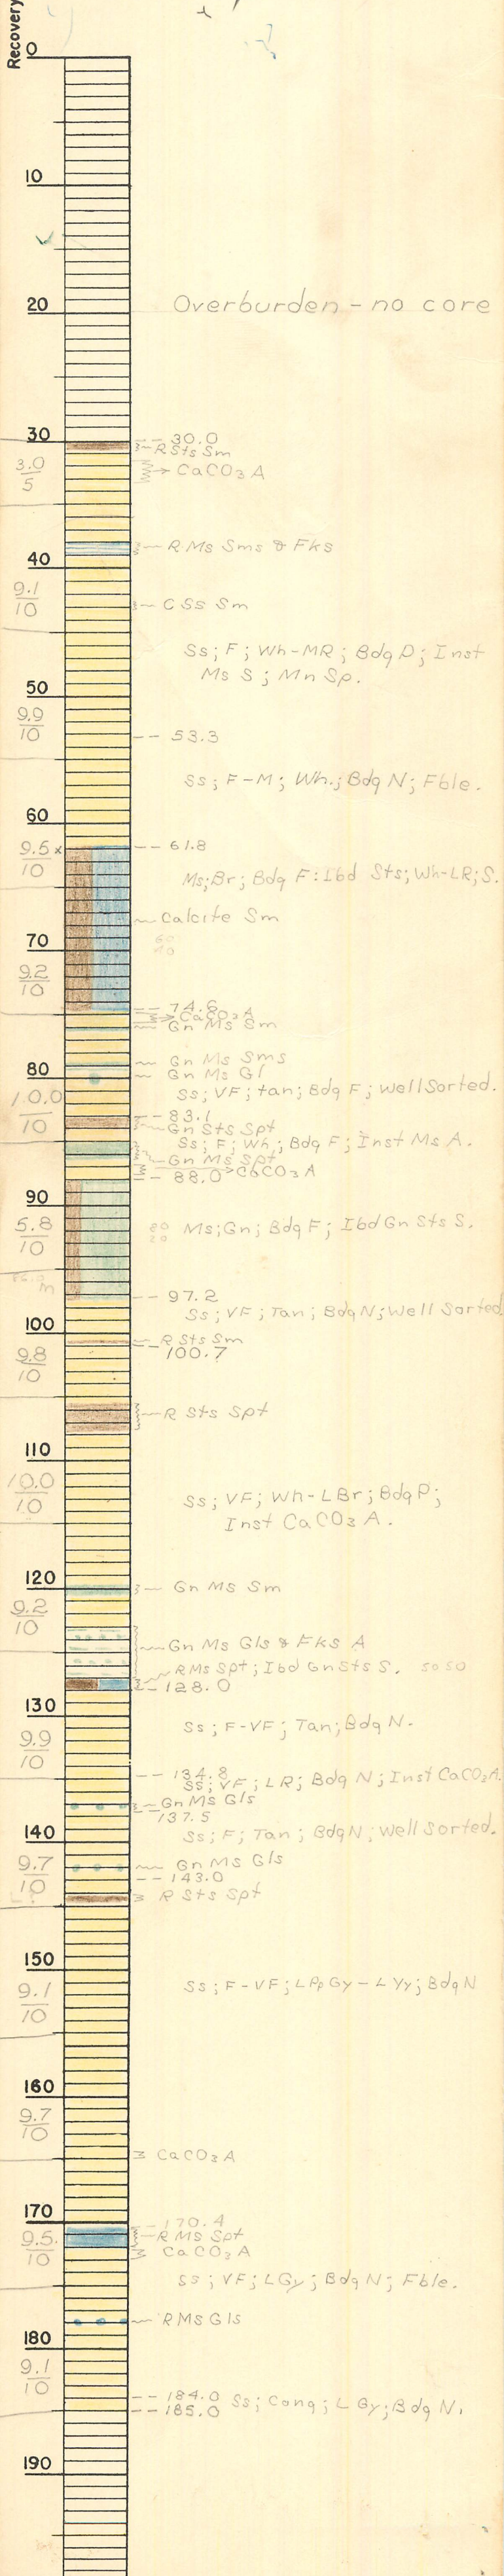 Recovery
0
10
20
Overburden - no core
30
30.0
R Sts Sm
3.0
5
CaCO3 A
R Ms Sms & Fks
40
9.1
10
C Ss Sm
Ss; F; Wh-MR; Bdg P; Inst
Ms S; Mn Sp.
50
9.9
10
53.3
Ss; F-M; Wh.; Bdg N; Fble.
60
9.5x
10
61.8
Ms; Br; Bdg F: Ibd Sts; Wh-LR; S.
Calcite Sm
70
60
40
9.2
10
74.6
CaCO3 A
Gn Ms Sm
Gn Ms Sms
80
Gn Ms Gl
Ss; VF; tan; Bdg F; well Sorted.
10.0
10
83.1
Gn Sts Spt
Ss; F; Wh; Bdg F; Inst Ms A.
Gn Ms Spt
CaCO3 A
88.0
90
5.8
10
80
20
Ms; Gn; Bdg F; Ibd Gn Sts S.
97.2
Ss; VF; Tan; Bdg N; Well Sorted
100
R Sts Sm
100.7
9.8
10
R Sts Spt
110
10.0
10
Ss; VF; Wh-LBr; Bdg P;
Inst CaCO3 A.
120
Gn Ms Sm
9.2
10
Gn Ms Gls & Fks A
R Ms Spt; Ibd Gn Sts S. 50 50
128.0
130
Ss; F-VF; Tan; Bdg N.
9.9
10
134.8
Ss; VF; LR; Bdg N; Inst CaCO3 A.
Gn Ms Gls
137.5
140
Ss; F; Tan; Bdg N; Well Sorted.
9.7
10
Gn Ms Gls
143.0
R Sts Spt
150
9.1
10
Ss; F-VF; LPpGy-LYy; Bdg N
160
9.7
10
CaCO3 A
170
170.4
R Ms Spt
9.5.
10
CaCO3 A
Ss; VF; LGy; Bdg N; Fble.
R Ms Gls
180
9.1
10
184.0
185.0
Ss; Cong; L Gy; Bdg N.
190